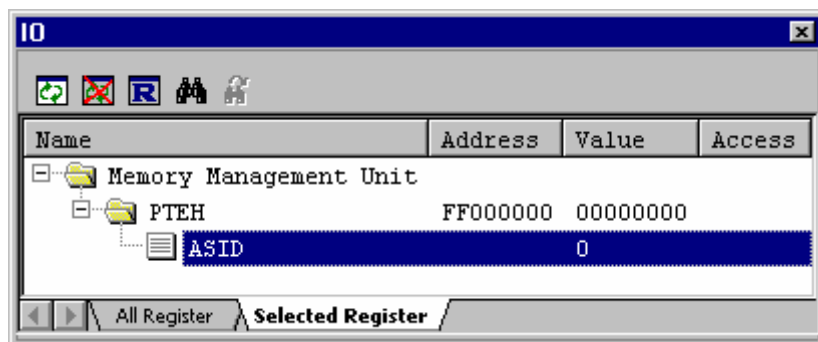 IO
R
Name Address Value Access
Memory Management Unit
PTEH FF000000 00000000
ASID 0
All Register Selected Register